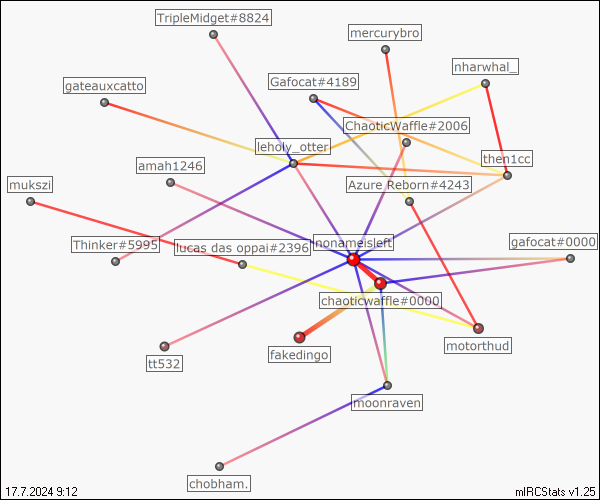 TripleMidget#8824
mercurybro
nharwhal_
gateauxcatto
Gafocat#4189
ChaoticWaffle#2006
leholy_otter
then1cc
amah1246
mukszi
Azure Reborn#4243
Thinker#5995
lucas das oppai#2396
nonameisleft
gafocat#0000
chaoticwaffle#0000
tt532
fakedingo
motorthud
moonraven
chobham.
17.7.2024 9:12
mIRCStats v1.25